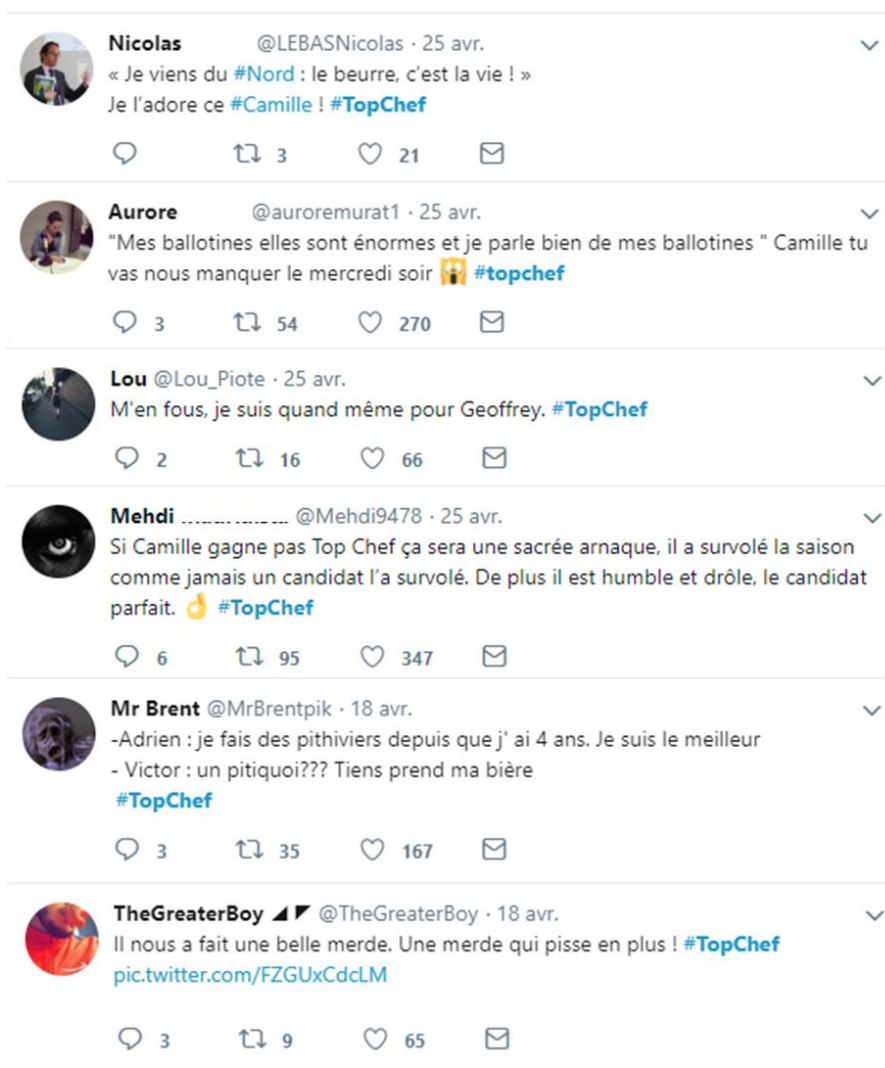 Nicolas @LEBASNicolas · 25 avr.
« Je viens du #Nord : le beurre, c'est la vie ! »
Je l'adore ce #Camille ! #TopChef
3 21
Aurore @auroremurat1 · 25 avr.
"Mes ballotines elles sont énormes et je parle bien de mes ballotines " Camille tu
vas nous manquer le mercredi soir 🙀 #topchef
3 54 270
Lou @Lou_Piote · 25 avr.
M'en fous, je suis quand même pour Geoffrey. #TopChef
2 16 66
Mehdi @Mehdi9478 · 25 avr.
Si Camille gagne pas Top Chef ça sera une sacrée arnaque, il a survolé la saison
comme jamais un candidat l'a survolé. De plus il est humble et drôle, le candidat
parfait. 👌 #TopChef
6 95 347
Mr Brent @MrBrentpik · 18 avr.
-Adrien : je fais des pithiviers depuis que j' ai 4 ans. Je suis le meilleur
- Victor : un pitiquoi??? Tiens prend ma bière
#TopChef
3 35 167
TheGreaterBoy ◢◤ @TheGreaterBoy · 18 avr.
Il nous a fait une belle merde. Une merde qui pisse en plus ! #TopChef
pic.twitter.com/FZGUxCdcLM
3 9 65